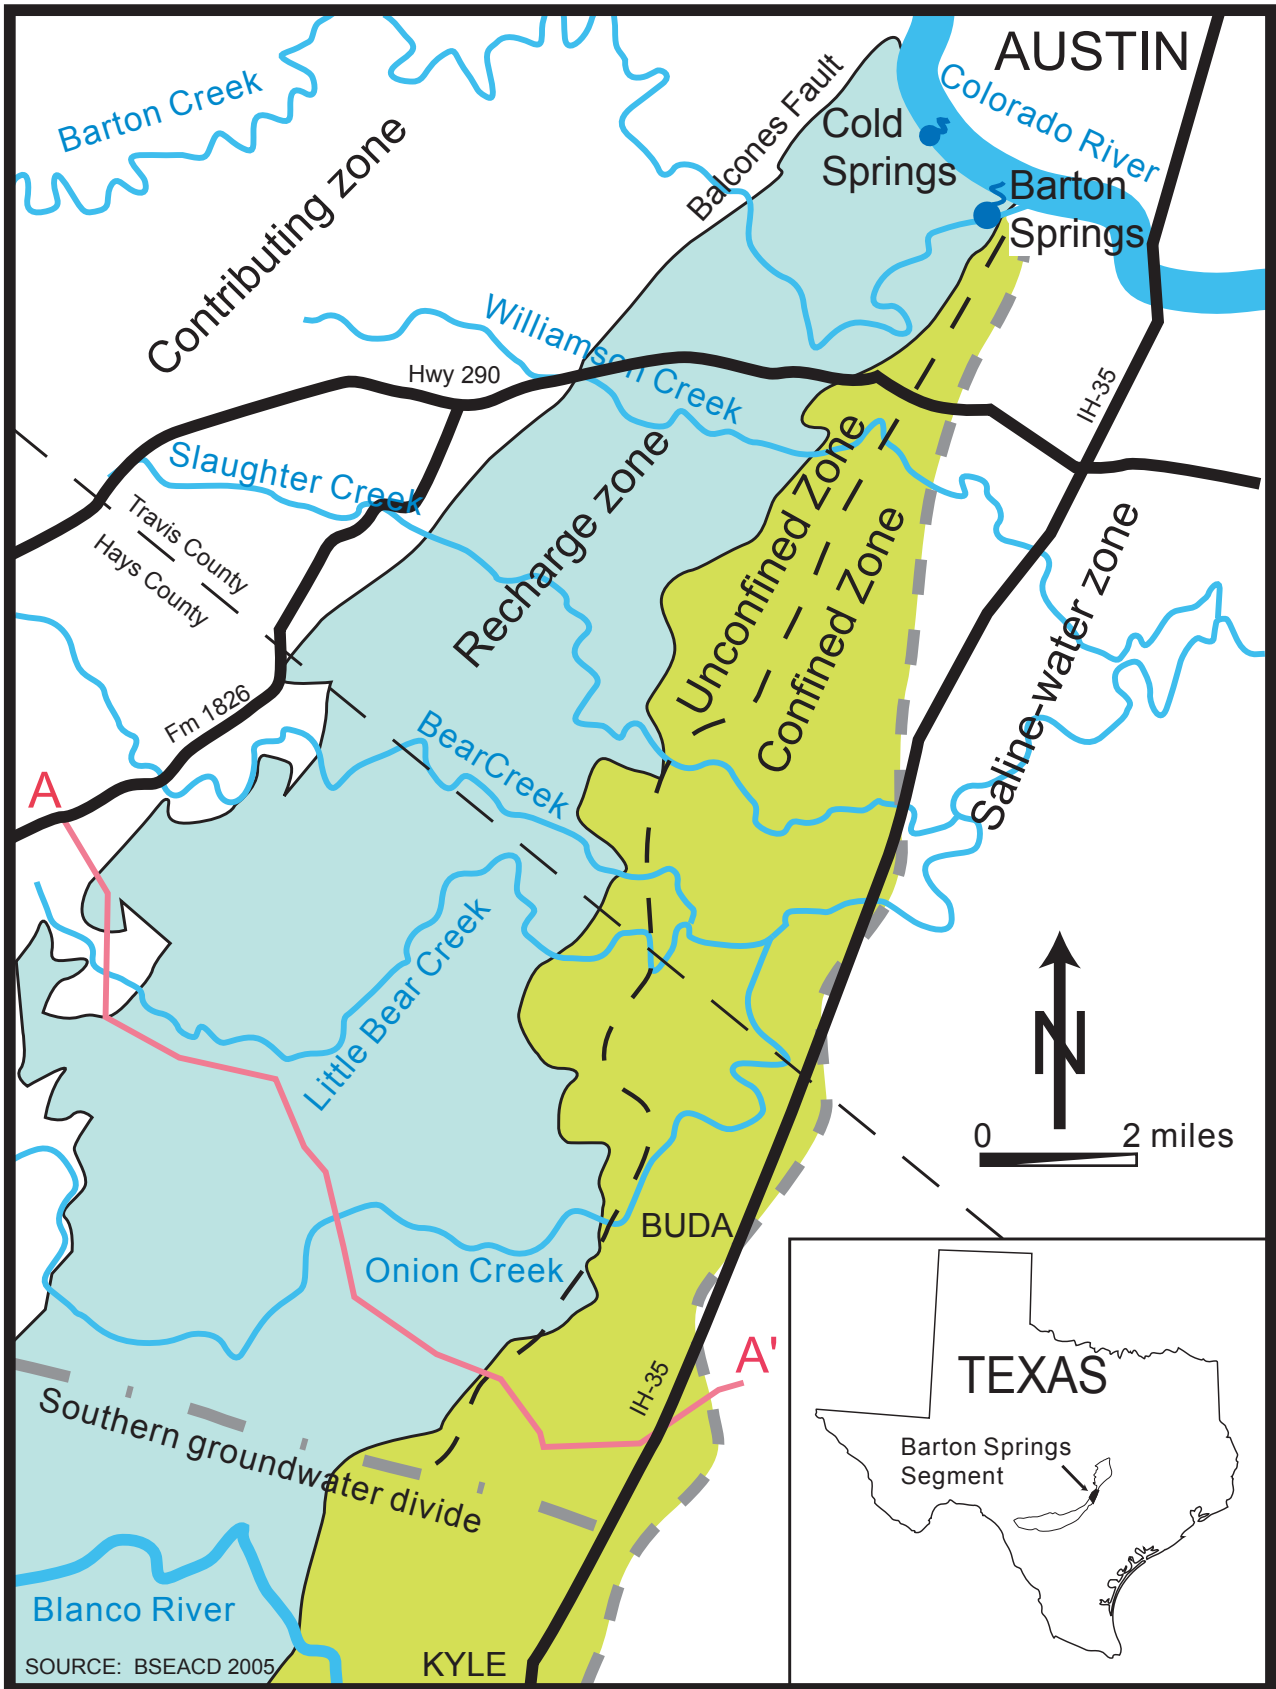 AUSTIN
Barton Creek
Contributing zone
Balcones Fault
Cold
Springs
Colorado River
Barton
Springs
Williamson Creek
Hwy 290
IH-35
Slaughter Creek
Travis County
Hays County
Recharge zone
Unconfined Zone
Confined Zone
Saline-water zone
Fm 1826
BearCreek
A
Little Bear Creek
N
0 2 miles
BUDA
Onion Creek
A'
IH-35
Southern groundwater divide
TEXAS
Barton Springs
Segment
Blanco River
SOURCE: BSEACD 2005
KYLE